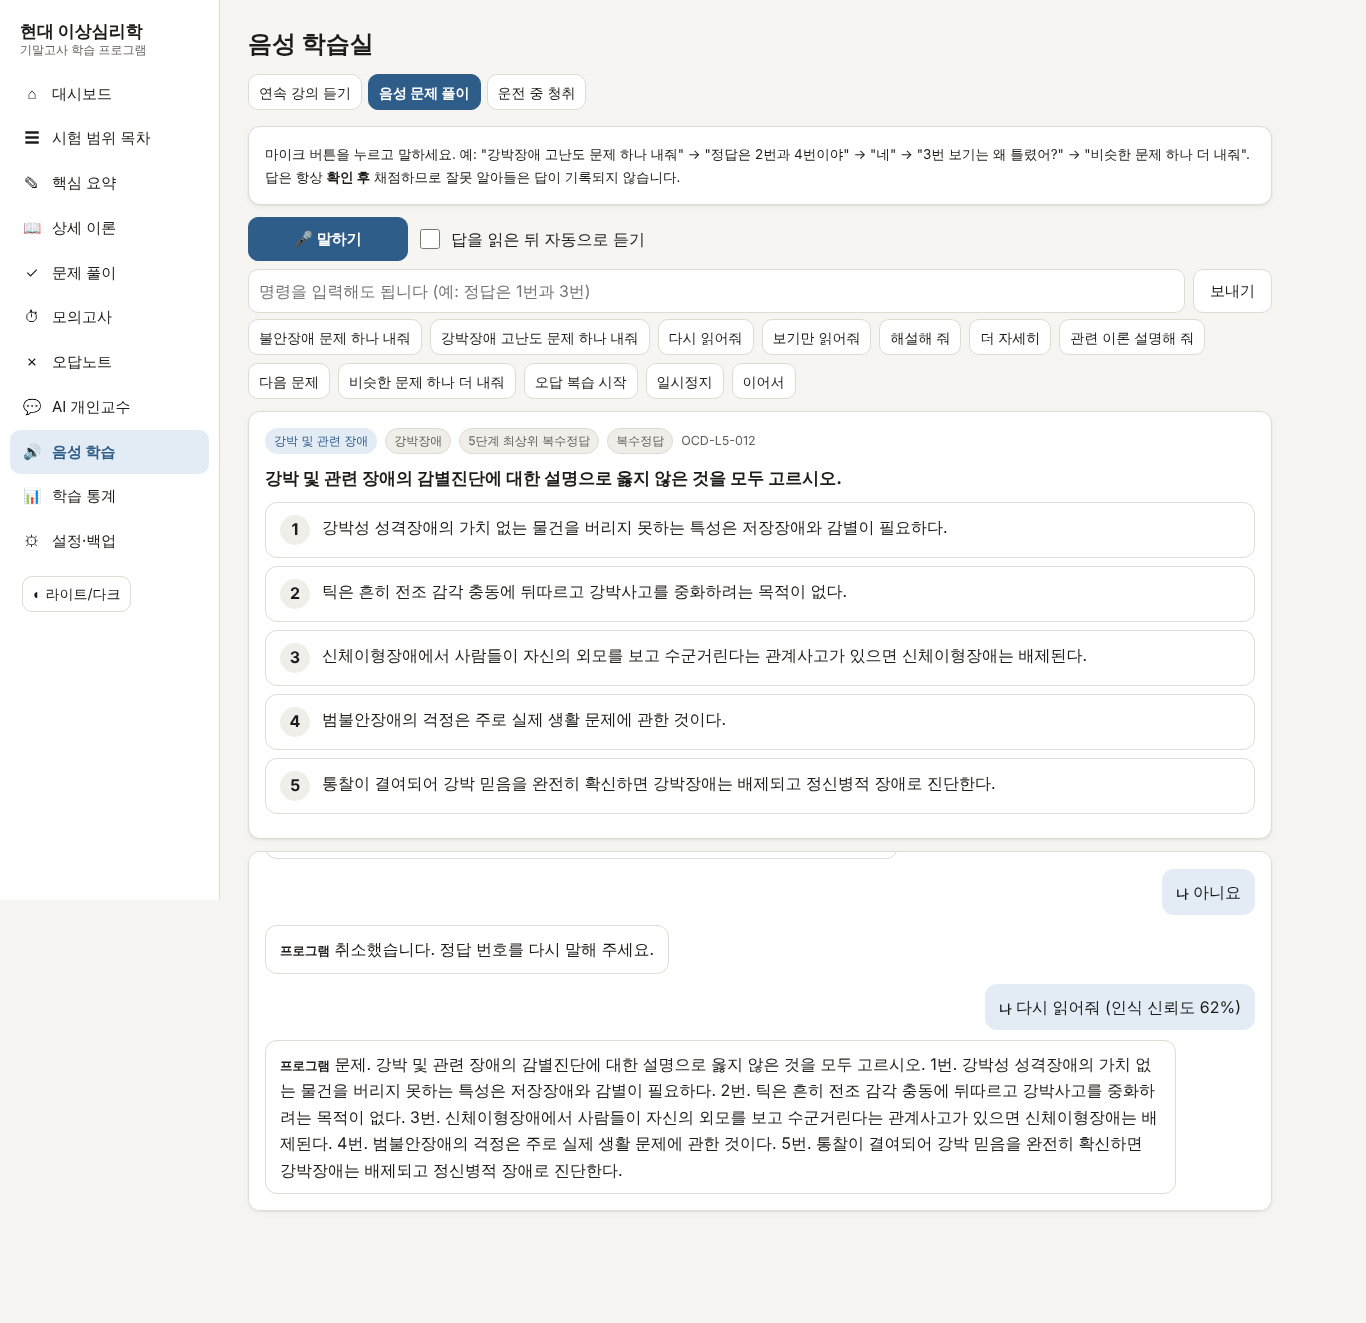 현대 이상심리학
기말고사 학습 프로그램
대시보드
시험 범위 목차
핵심 요약
상세 이론
문제 풀이
모의고사
오답노트
AI 개인교수
음성 학습
학습 통계
설정·백업
라이트/다크
음성 학습실
연속 강의 듣기
음성 문제 풀이
운전 중 청취
마이크 버튼을 누르고 말하세요. 예: "강박장애 고난도 문제 하나 내줘" → "정답은 2번과 4번이야" → "네" → "3번 보기는 왜 틀렸어?" → "비슷한 문제 하나 더 내줘".
답은 항상 확인 후 채점하므로 잘못 알아들은 답이 기록되지 않습니다.
🎤 말하기
답을 읽은 뒤 자동으로 듣기
명령을 입력해도 됩니다 (예: 정답은 1번과 3번)
보내기
불안장애 문제 하나 내줘
강박장애 고난도 문제 하나 내줘
다시 읽어줘
보기만 읽어줘
해설해 줘
더 자세히
관련 이론 설명해 줘
다음 문제
비슷한 문제 하나 더 내줘
오답 복습 시작
일시정지
이어서
강박 및 관련 장애
강박장애
5단계 최상위 복수정답
복수정답
OCD-L5-012
강박 및 관련 장애의 감별진단에 대한 설명으로 옳지 않은 것을 모두 고르시오.
1 강박성 성격장애의 가치 없는 물건을 버리지 못하는 특성은 저장장애와 감별이 필요하다.
2 틱은 흔히 전조 감각 충동에 뒤따르고 강박사고를 중화하려는 목적이 없다.
3 신체이형장애에서 사람들이 자신의 외모를 보고 수군거린다는 관계사고가 있으면 신체이형장애는 배제된다.
4 범불안장애의 걱정은 주로 실제 생활 문제에 관한 것이다.
5 통찰이 결여되어 강박 믿음을 완전히 확신하면 강박장애는 배제되고 정신병적 장애로 진단한다.
나 아니요
프로그램 취소했습니다. 정답 번호를 다시 말해 주세요.
나 다시 읽어줘 (인식 신뢰도 62%)
프로그램 문제. 강박 및 관련 장애의 감별진단에 대한 설명으로 옳지 않은 것을 모두 고르시오. 1번. 강박성 성격장애의 가치 없
는 물건을 버리지 못하는 특성은 저장장애와 감별이 필요하다. 2번. 틱은 흔히 전조 감각 충동에 뒤따르고 강박사고를 중화하
려는 목적이 없다. 3번. 신체이형장애에서 사람들이 자신의 외모를 보고 수군거린다는 관계사고가 있으면 신체이형장애는 배
제된다. 4번. 범불안장애의 걱정은 주로 실제 생활 문제에 관한 것이다. 5번. 통찰이 결여되어 강박 믿음을 완전히 확신하면
강박장애는 배제되고 정신병적 장애로 진단한다.